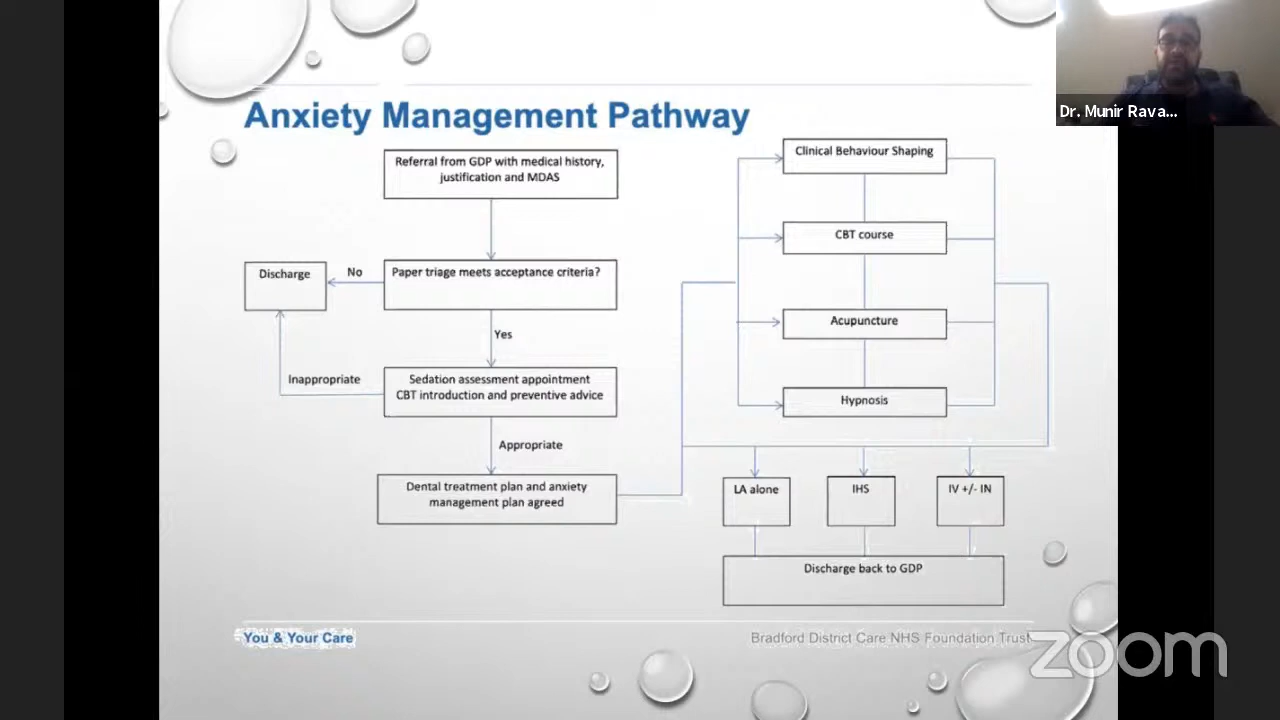 Dr. Munir Rava...
Anxiety Management Pathway
Referral from GDP with medical history,
justification and MDAS
Paper triage meets acceptance criteria?
No
Discharge
Yes
Inappropriate
Sedation assessment appointment
CBT introduction and preventive advice
Appropriate
Dental treatment plan and anxiety
management plan agreed
Clinical Behaviour Shaping
CBT course
Acupuncture
Hypnosis
LA alone
IHS
IV +/- IN
Discharge back to GDP
You & Your Care
Bradford District Care NHS Foundation Trust
zoom